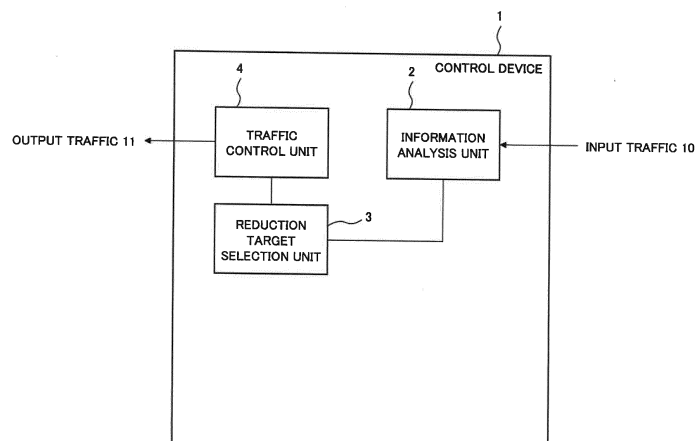 1
CONTROL DEVICE
4
2
TRAFFIC
CONTROL UNIT
INFORMATION
ANALYSIS UNIT
OUTPUT TRAFFIC 11
INPUT TRAFFIC 10
REDUCTION
TARGET
SELECTION UNIT
3